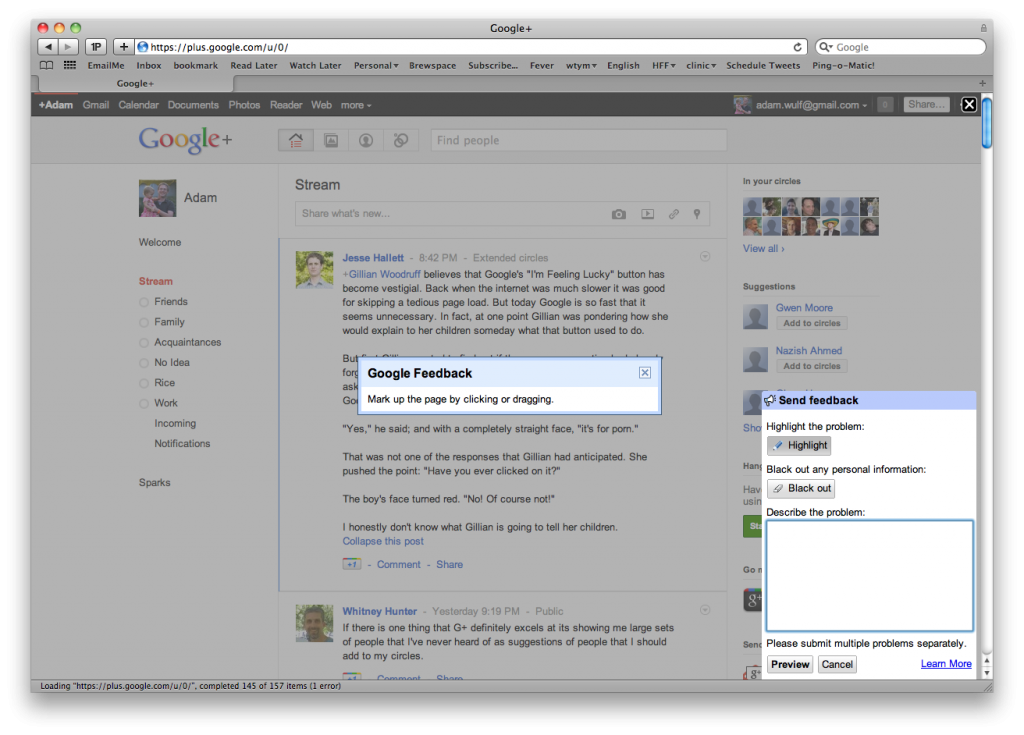 Google+
1P
+
https://plus.google.com/u/0/
Google
EmailMe Inbox bookmark Read Later Watch Later Personal Brewspace Subscribe... Fever wtym English HFF clinic Schedule Tweets Ping-o-Matic!
Google+
+Adam Gmail Calendar Documents Photos Reader Web more
adam.wulf@gmail.com 0 Share...
Google+
Find people
Adam
Welcome
Stream
Friends
Family
Acquaintances
No Idea
Rice
Work
Incoming
Notifications
Sparks
Stream
Share what's new...
Jesse Hallett - 8:42 PM - Extended circles
+Gillian Woodruff believes that Google's "I'm Feeling Lucky" button has
become vestigial. Back when the internet was much slower it was good
for skipping a tedious page load. But today Google is so fast that it
seems unnecessary. In fact, at one point Gillian was pondering how she
would explain to her children someday what that button used to do.
Google Feedback
Mark up the page by clicking or dragging.
"Yes," he said; and with a completely straight face, "it's for porn."
That was not one of the responses that Gillian had anticipated. She
pushed the point: "Have you ever clicked on it?"
The boy's face turned red. "No! Of course not!"
I honestly don't know what Gillian is going to tell her children.
Collapse this post
+1 - Comment - Share
Whitney Hunter - Yesterday 9:19 PM - Public
If there is one thing that G+ definitely excels at its showing me large sets
of people that I've never heard of as suggestions of people that I should
add to my circles.
+1 - Comment - Share
In your circles
View all ›
Suggestions
Gwen Moore
Add to circles
Nazish Ahmed
Add to circles
Send feedback
Highlight the problem:
Highlight
Black out any personal information:
Black out
Describe the problem:
Please submit multiple problems separately.
Preview Cancel Learn More
Loading "https://plus.google.com/u/0/", completed 145 of 157 items (1 error)